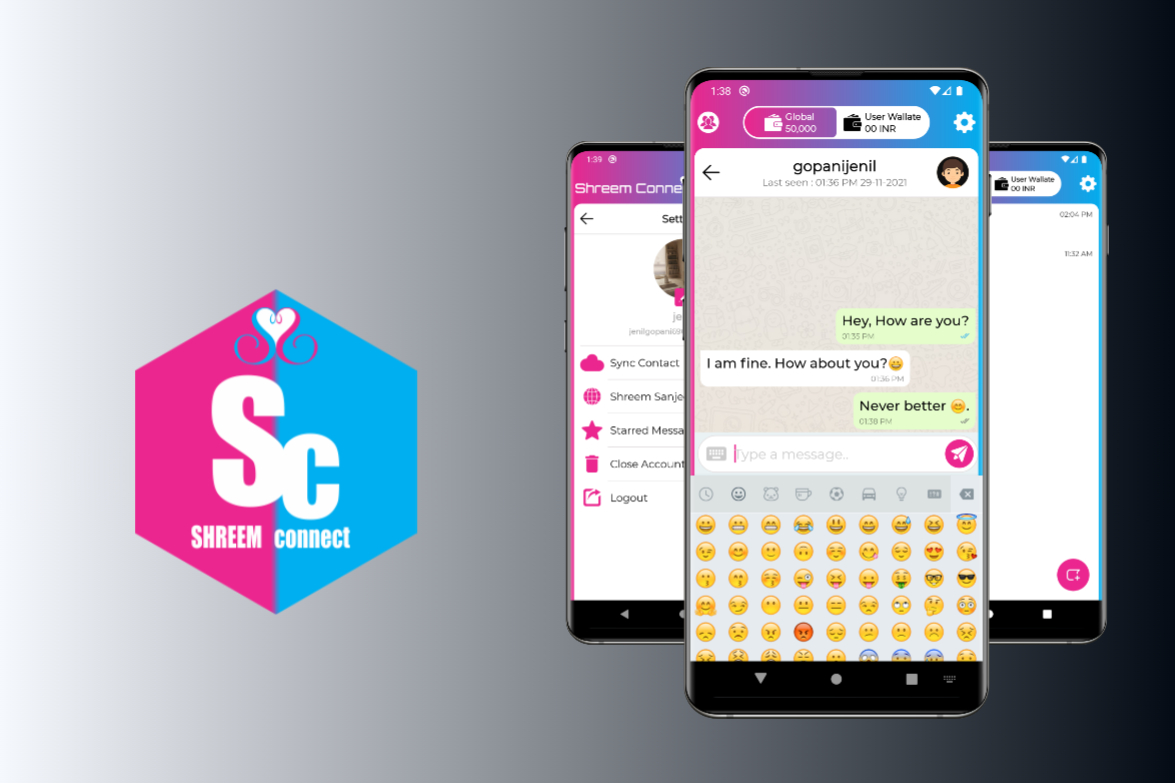 SC
SHREEM connect
1:39
Shreem Conne
Sett
je
Sync Contact
Shreem Sanje
Starred Messa
Close Account
Logout
1:38
Global
50,000
User Wallate
00 INR
gopanijenil
Last seen : 01:36 PM 29-11-2021
Hey, How are you?
01:35 PM
I am fine. How about you?😀
01:36 PM
Never better 😊.
01:38 PM
Type a message..
User Wallate
00 INR
02:04 PM
11:32 AM